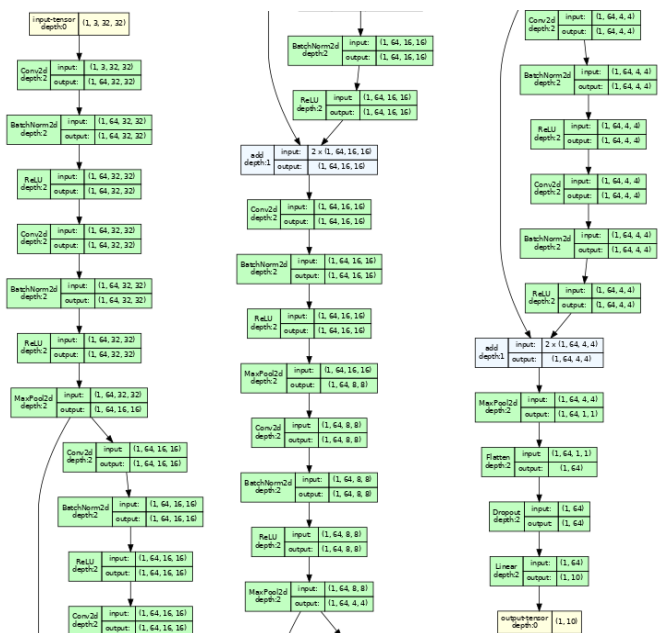 input-tensor depth:0 (1, 3, 32, 32)
Conv2d depth:2 input: (1, 3, 32, 32) output: (1, 64, 32, 32)
BatchNorm2d depth:2 input: (1, 64, 32, 32) output: (1, 64, 32, 32)
ReLU depth:2 input: (1, 64, 32, 32) output: (1, 64, 32, 32)
Conv2d depth:2 input: (1, 64, 32, 32) output: (1, 64, 32, 32)
BatchNorm2d depth:2 input: (1, 64, 32, 32) output: (1, 64, 32, 32)
ReLU depth:2 input: (1, 64, 32, 32) output: (1, 64, 32, 32)
MaxPool2d depth:2 input: (1, 64, 32, 32) output: (1, 64, 16, 16)
Conv2d depth:2 input: (1, 64, 16, 16) output: (1, 64, 16, 16)
BatchNorm2d depth:2 input: (1, 64, 16, 16) output: (1, 64, 16, 16)
ReLU depth:2 input: (1, 64, 16, 16) output: (1, 64, 16, 16)
Conv2d depth:2 input: (1, 64, 16, 16) output: (1, 64, 16, 16)
BatchNorm2d depth:2 input: (1, 64, 16, 16) output: (1, 64, 16, 16)
ReLU depth:2 input: (1, 64, 16, 16) output: (1, 64, 16, 16)
add depth:1 input: 2 x (1, 64, 16, 16) output: (1, 64, 16, 16)
Conv2d depth:2 input: (1, 64, 16, 16) output: (1, 64, 16, 16)
BatchNorm2d depth:2 input: (1, 64, 16, 16) output: (1, 64, 16, 16)
ReLU depth:2 input: (1, 64, 16, 16) output: (1, 64, 16, 16)
MaxPool2d depth:2 input: (1, 64, 16, 16) output: (1, 64, 8, 8)
Conv2d depth:2 input: (1, 64, 8, 8) output: (1, 64, 8, 8)
BatchNorm2d depth:2 input: (1, 64, 8, 8) output: (1, 64, 8, 8)
ReLU depth:2 input: (1, 64, 8, 8) output: (1, 64, 8, 8)
MaxPool2d depth:2 input: (1, 64, 8, 8) output: (1, 64, 4, 4)
Conv2d depth:2 input: (1, 64, 4, 4) output: (1, 64, 4, 4)
BatchNorm2d depth:2 input: (1, 64, 4, 4) output: (1, 64, 4, 4)
ReLU depth:2 input: (1, 64, 4, 4) output: (1, 64, 4, 4)
Conv2d depth:2 input: (1, 64, 4, 4) output: (1, 64, 4, 4)
BatchNorm2d depth:2 input: (1, 64, 4, 4) output: (1, 64, 4, 4)
ReLU depth:2 input: (1, 64, 4, 4) output: (1, 64, 4, 4)
add depth:1 input: 2 x (1, 64, 4, 4) output: (1, 64, 4, 4)
MaxPool2d depth:2 input: (1, 64, 4, 4) output: (1, 64, 1, 1)
Flatten depth:2 input: (1, 64, 1, 1) output: (1, 64)
Dropout depth:2 input: (1, 64) output: (1, 64)
Linear depth:2 input: (1, 64) output: (1, 10)
output-tensor depth:0 (1, 10)